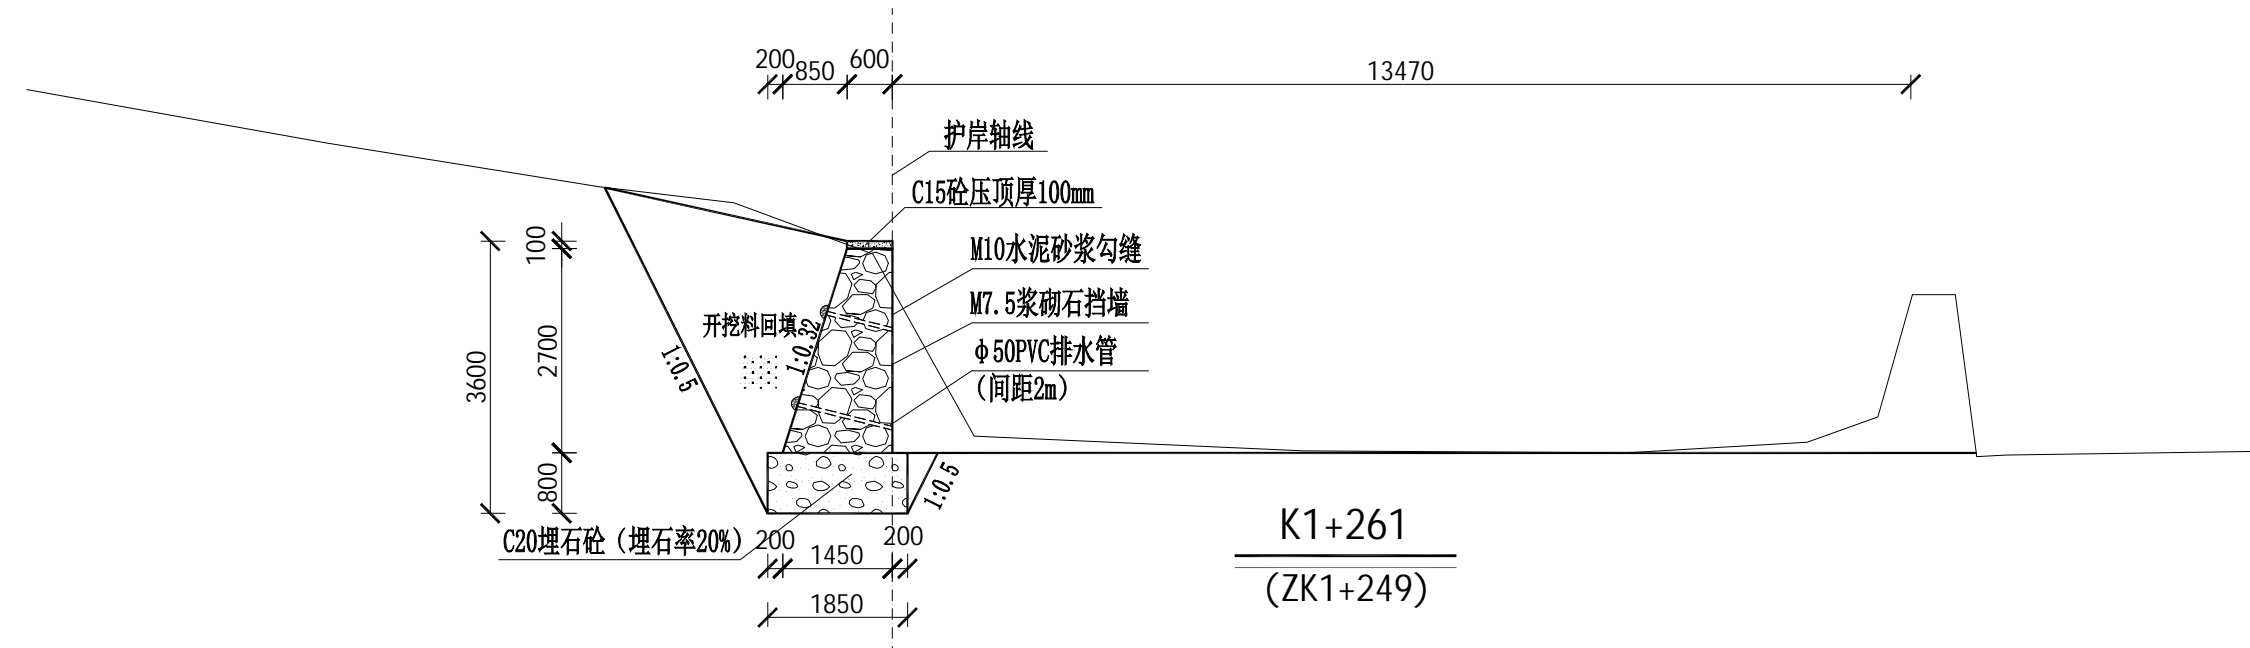 200
850
600
13470
护岸轴线
C15砼压顶厚100mm
M10水泥砂浆勾缝
M7.5浆砌石挡墙
φ50PVC排水管
（间距2m）
100
2700
3600
800
开挖料回填
1:0.32
1:0.5
1:0.5
C20埋石砼（埋石率20%）
200
1450
200
1850
K1+261
(ZK1+249)